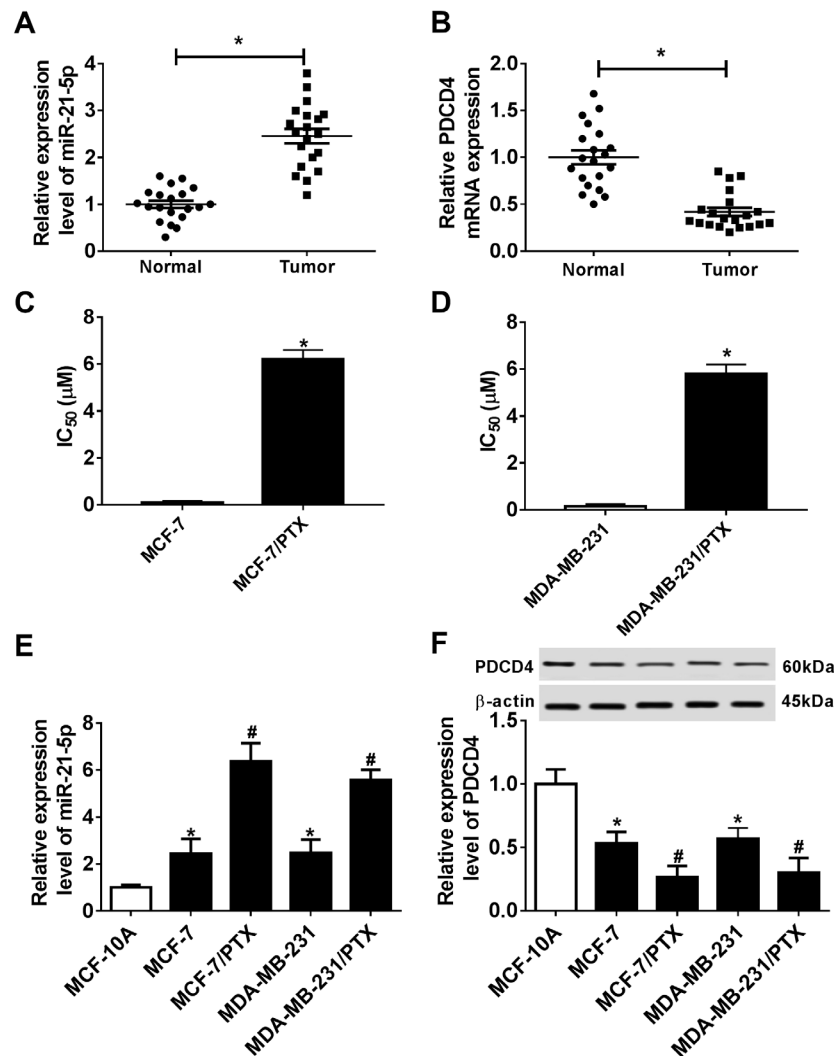 A
Relative expression
level of miR-21-5p
4
3
2
1
0
*
Normal
Tumor
B
Relative PDCD4
mRNA expression
2.0
1.5
1.0
0.5
0.0
*
Normal
Tumor
C
IC50 (μM)
8
6
4
2
0
*
MCF-7
MCF-7/PTX
D
IC50 (μM)
8
6
4
2
0
*
MDA-MB-231
MDA-MB-231/PTX
E
Relative expression
level of miR-21-5p
8
6
4
2
0
*
#
*
#
MCF-10A
MCF-7
MCF-7/PTX
MDA-MB-231
MDA-MB-231/PTX
F
PDCD4
60kDa
β-actin
45kDa
Relative expression
level of PDCD4
1.5
1.0
0.5
0.0
*
#
*
#
MCF-10A
MCF-7
MCF-7/PTX
MDA-MB-231
MDA-MB-231/PTX